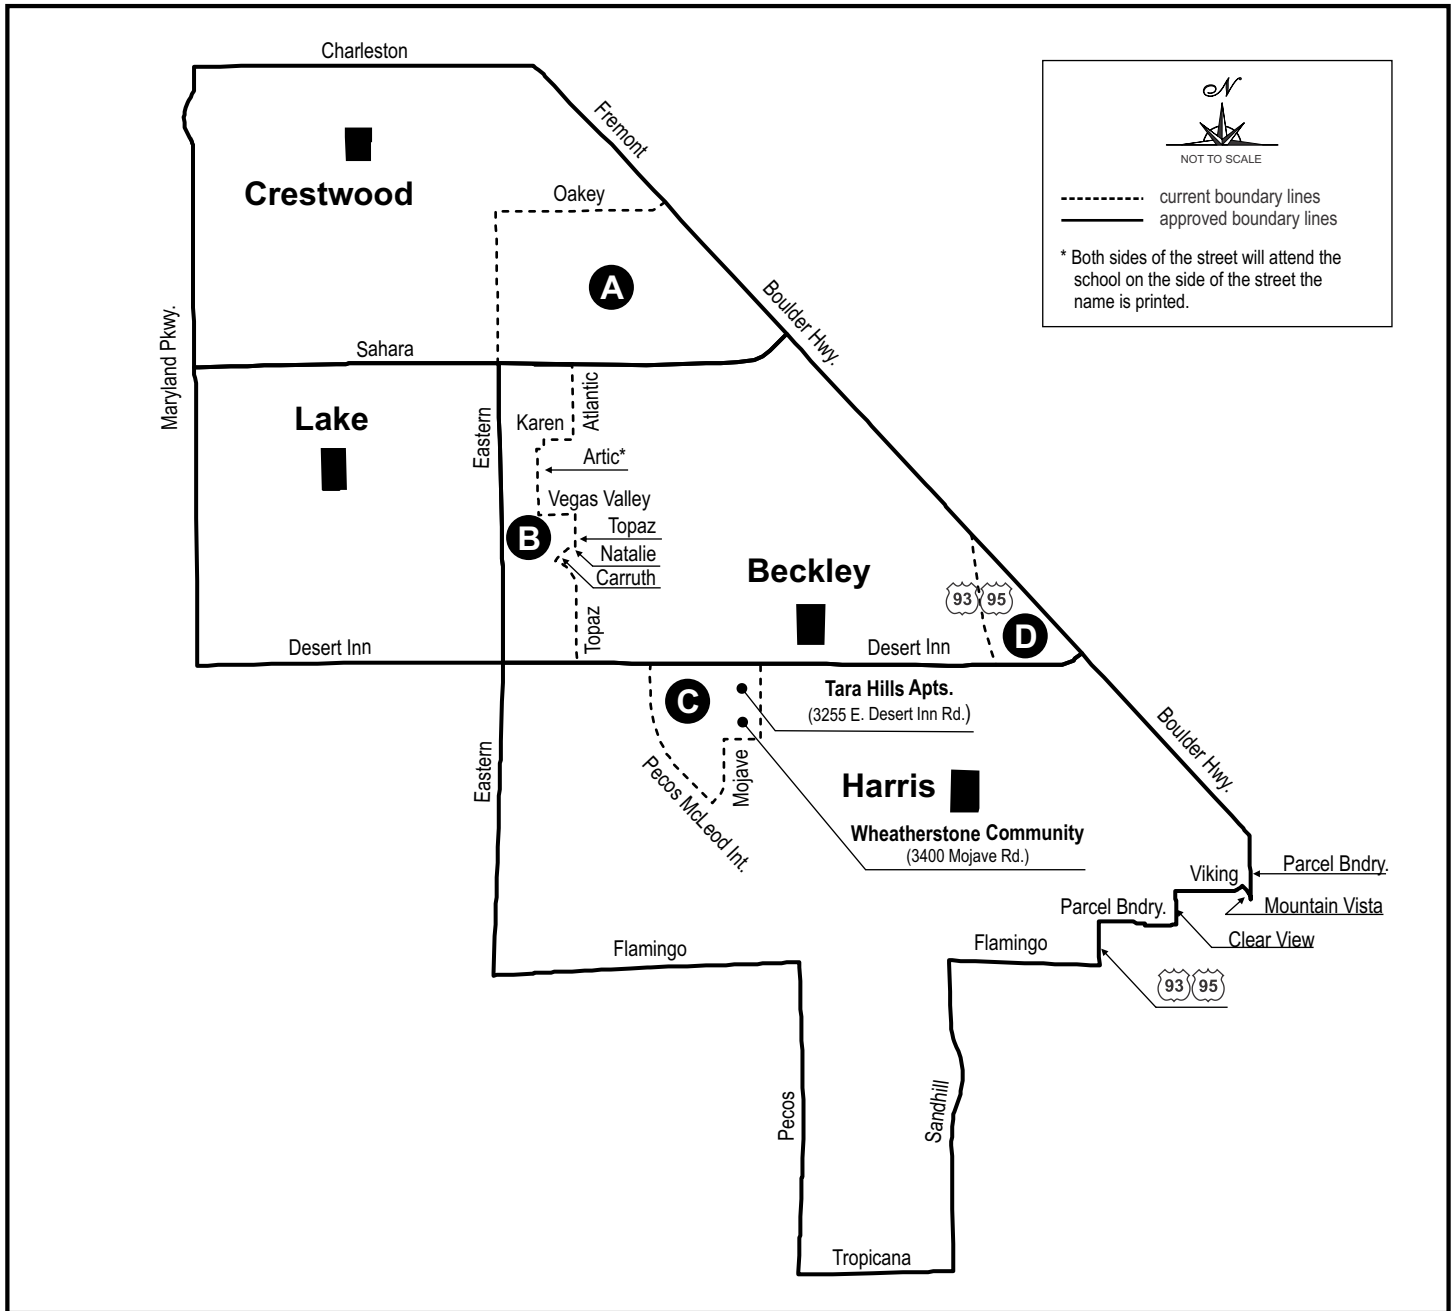 Charleston
N
NOT TO SCALE
Fremont
current boundary lines
approved boundary lines
* Both sides of the street will attend the
school on the side of the street the
name is printed.
Crestwood
Oakey
A
Boulder Hwy.
Maryland Pkwy.
Sahara
Lake
Eastern
Atlantic
Karen
Artic*
Vegas Valley
B
Topaz
Natalie
Carruth
Topaz
Beckley
93 95
D
Desert Inn
Desert Inn
C
Tara Hills Apts.
(3255 E. Desert Inn Rd.)
Boulder Hwy.
Eastern
Pecos McLeod Int.
Mojave
Harris
Wheatherstone Community
(3400 Mojave Rd.)
Viking
Parcel Bndry.
Parcel Bndry.
Mountain Vista
Clear View
Flamingo
Flamingo
93 95
Pecos
Sandhill
Tropicana